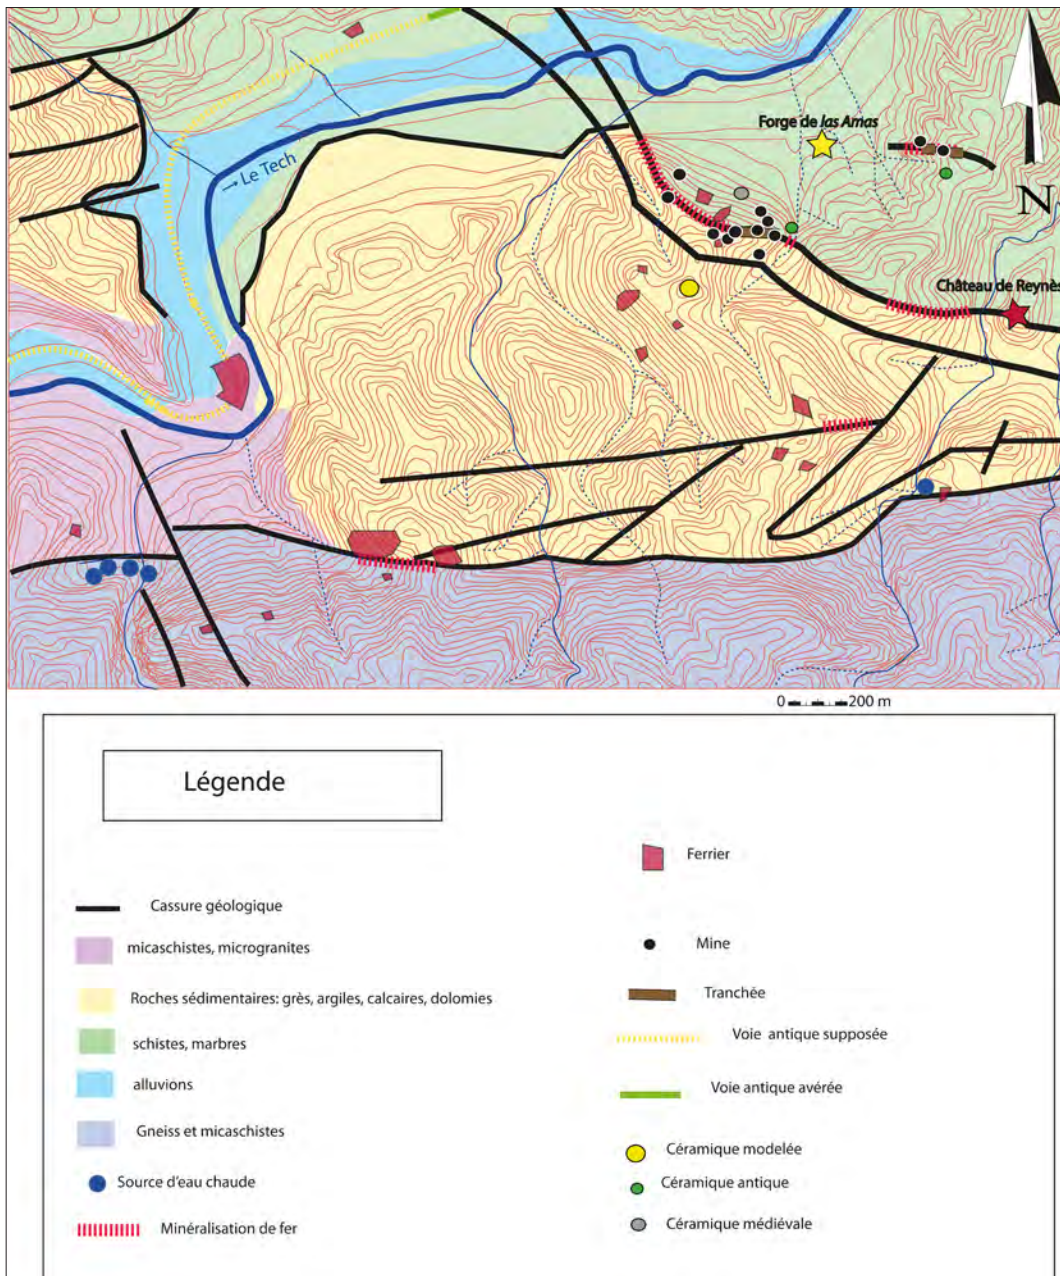 Forge de las Amas
→ Le Tech
N
Château de Reynès
0 200 m
Légende
Cassure géologique
micaschistes, microgranites
Roches sédimentaires: grès, argiles, calcaires, dolomies
schistes, marbres
alluvions
Gneiss et micaschistes
Source d'eau chaude
Minéralisation de fer
Ferrier
Mine
Tranchée
Voie antique supposée
Voie antique avérée
Céramique modelée
Céramique antique
Céramique médiévale